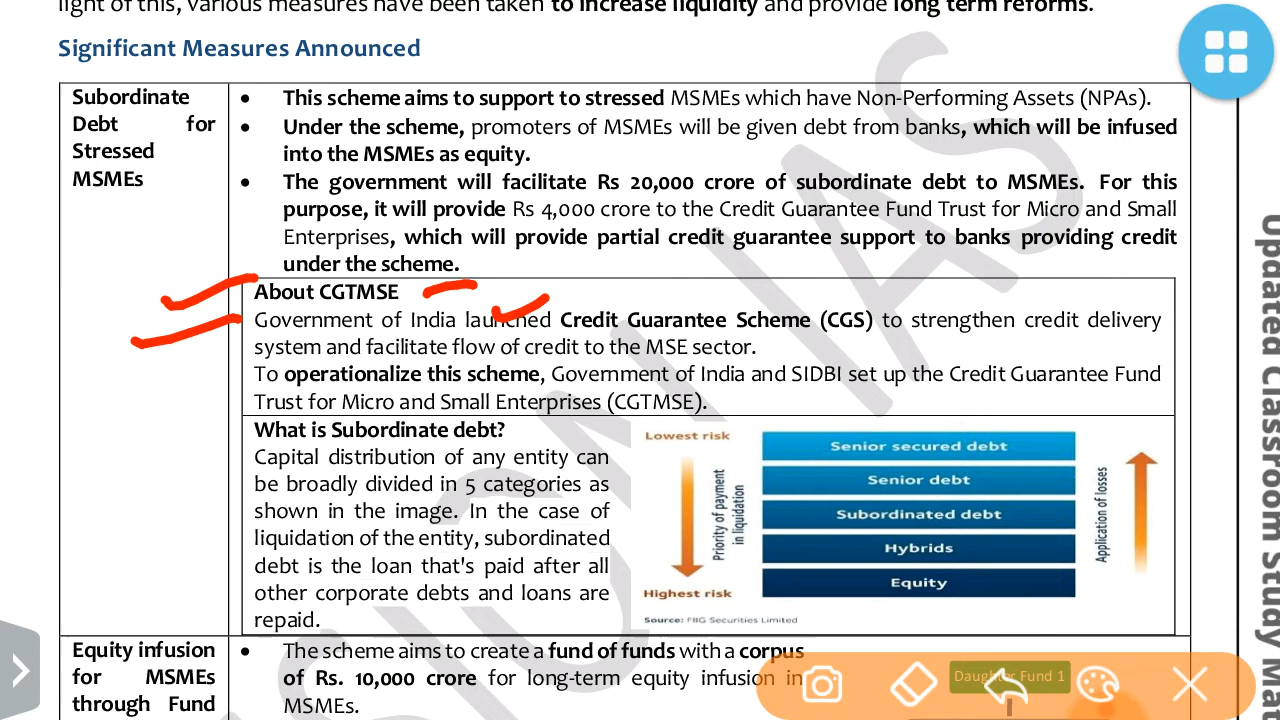 light of this, various measures have been taken to increase liquidity and provide long term reforms.
Significant Measures Announced
Subordinate
Debt for
Stressed
MSMEs
• This scheme aims to support to stressed MSMEs which have Non-Performing Assets (NPAs).
• Under the scheme, promoters of MSMEs will be given debt from banks, which will be infused
into the MSMEs as equity.
• The government will facilitate Rs 20,000 crore of subordinate debt to MSMEs. For this
purpose, it will provide Rs 4,000 crore to the Credit Guarantee Fund Trust for Micro and Small
Enterprises, which will provide partial credit guarantee support to banks providing credit
under the scheme.
About CGTMSE
Government of India launched Credit Guarantee Scheme (CGS) to strengthen credit delivery
system and facilitate flow of credit to the MSE sector.
To operationalize this scheme, Government of India and SIDBI set up the Credit Guarantee Fund
Trust for Micro and Small Enterprises (CGTMSE).
What is Subordinate debt?
Capital distribution of any entity can
be broadly divided in 5 categories as
shown in the image. In the case of
liquidation of the entity, subordinated
debt is the loan that's paid after all
other corporate debts and loans are
repaid.
Lowest risk
Priority of payment
in liquidation
Highest risk
Senior secured debt
Senior debt
Subordinated debt
Hybrids
Equity
Application of losses
Source: FIIG Securities Limited
Equity infusion
for MSMEs
through Fund
• The scheme aims to create a fund of funds with a corpus
of Rs. 10,000 crore for long-term equity infusion in
MSMEs.
Daughter Fund 1
Updated Classroom Study Mat